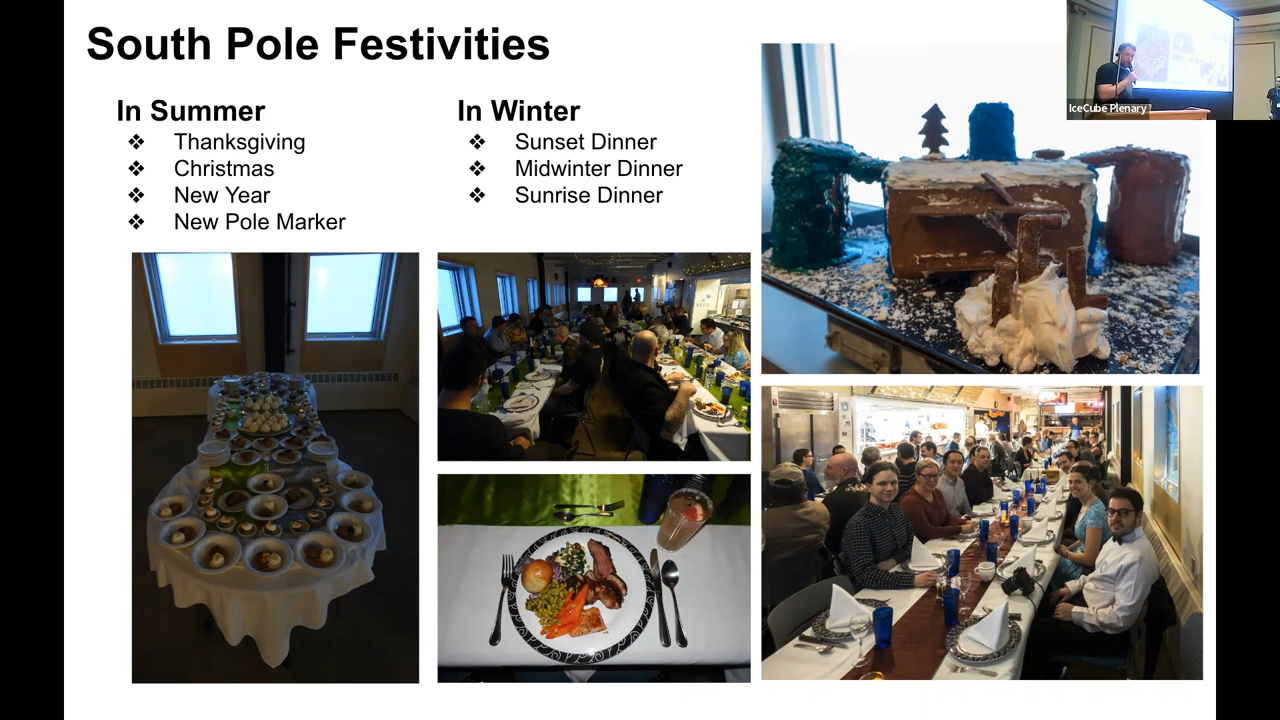 South Pole Festivities
In Summer
❖ Thanksgiving
❖ Christmas
❖ New Year
❖ New Pole Marker
In Winter
❖ Sunset Dinner
❖ Midwinter Dinner
❖ Sunrise Dinner
IceCube Plenary